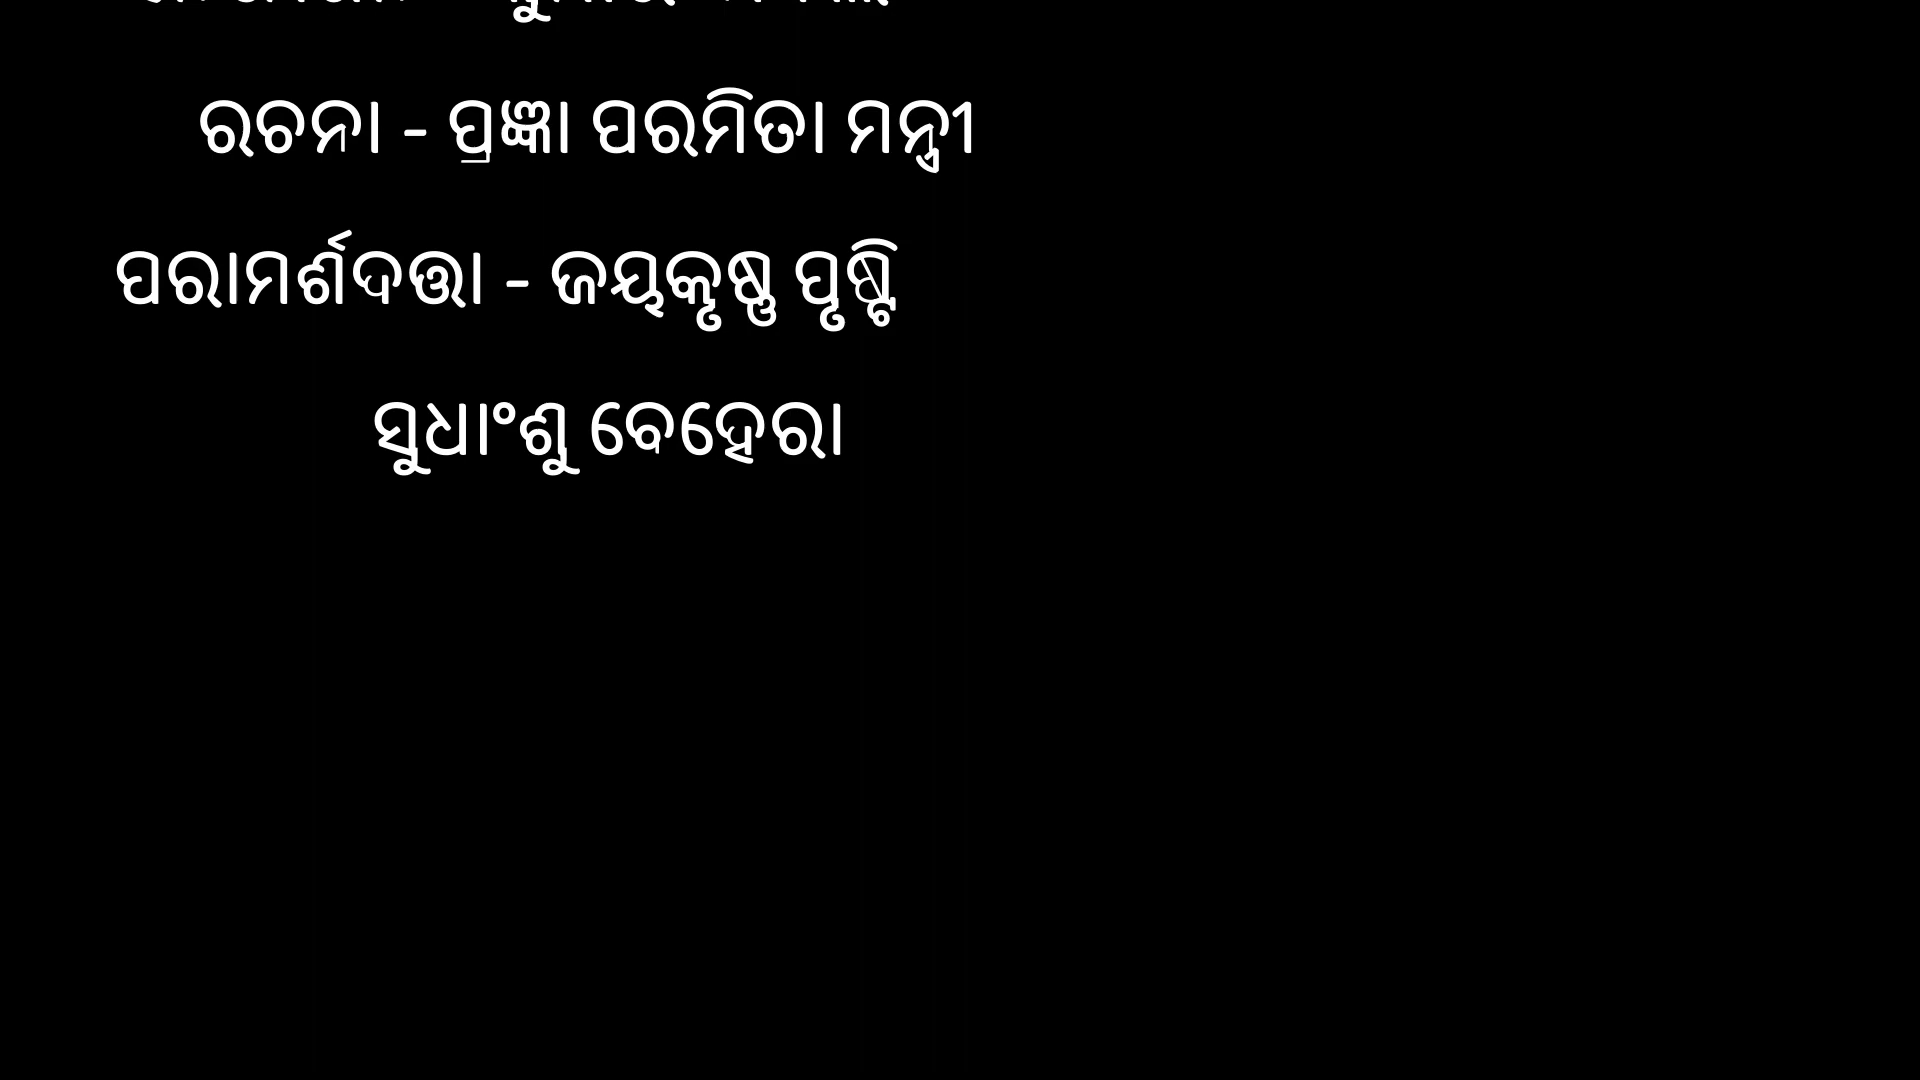 ରଚନା - ପ୍ରଜ୍ଞା ପରମିତା ମନ୍ତ୍ରୀ
ପରାମର୍ଶଦତ୍ତା - ଜୟକୃଷ୍ଣ ପୃଷ୍ଟି
ସୁଧାଂଶୁ ବେହେରା